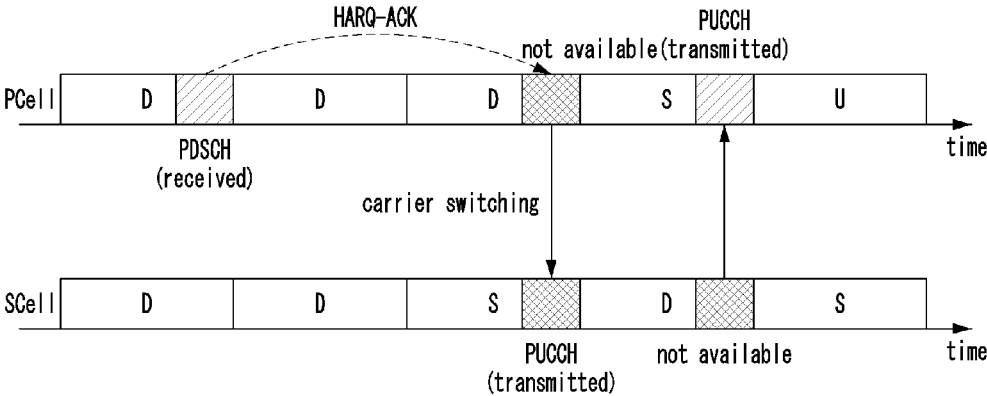 HARQ-ACK
PUCCH
not available(transmitted)
PCell D D D S U
time
PDSCH
(received)
carrier switching
SCell D D S D S
time
PUCCH
(transmitted)
not available